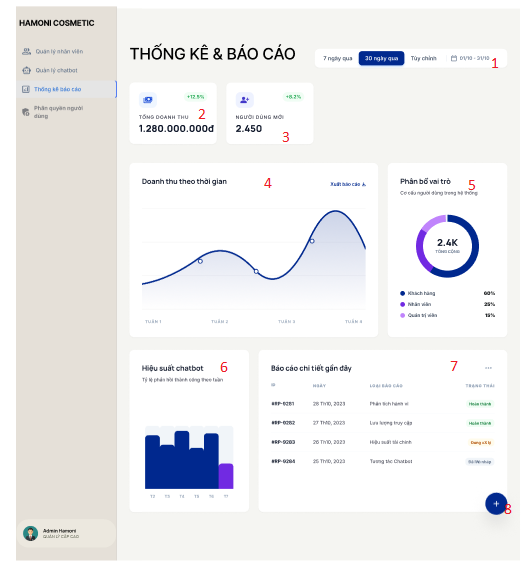 HAMONI COSMETIC
Quản lý nhân viên
Quản lý chatbot
Thống kê báo cáo
Phân quyền người
dùng
THỐNG KÊ & BÁO CÁO
7 ngày qua 30 ngày qua Tùy chỉnh 01/10 - 31/10 1
+12,5%
TỔNG DOANH THU 2
1.280.000.000đ
+8.2%
NGƯỜI DÙNG MỚI
2.450 3
Doanh thu theo thời gian 4 Xuất báo cáo
TUẦN 1 TUẦN 2 TUẦN 3 TUẦN 4
Phân bổ vai trò 5
Cơ cấu người dùng trong hệ thống
2.4K
TỔNG CỘNG
Khách hàng 60%
Nhân viên 25%
Quản trị viên 15%
Hiệu suất chatbot 6
Tỷ lệ phản hồi thành công theo tuần
T2 T3 T4 T5 T6 T7
Báo cáo chi tiết gần đây 7 ...
ID NGÀY LOẠI BÁO CÁO TRẠNG THÁI
#RP-9281 28 Th10, 2023 Phân tích hành vi Hoàn thành
#RP-9282 27 Th10, 2023 Lưu lượng truy cập Hoàn thành
#RP-9283 26 Th10, 2023 Hiệu suất tài chính Đang xử lý
#RP-9284 25 Th10, 2023 Tương tác Chatbot
+ 8
Admin Hamoni
QUẢN LÝ CẤP CAO